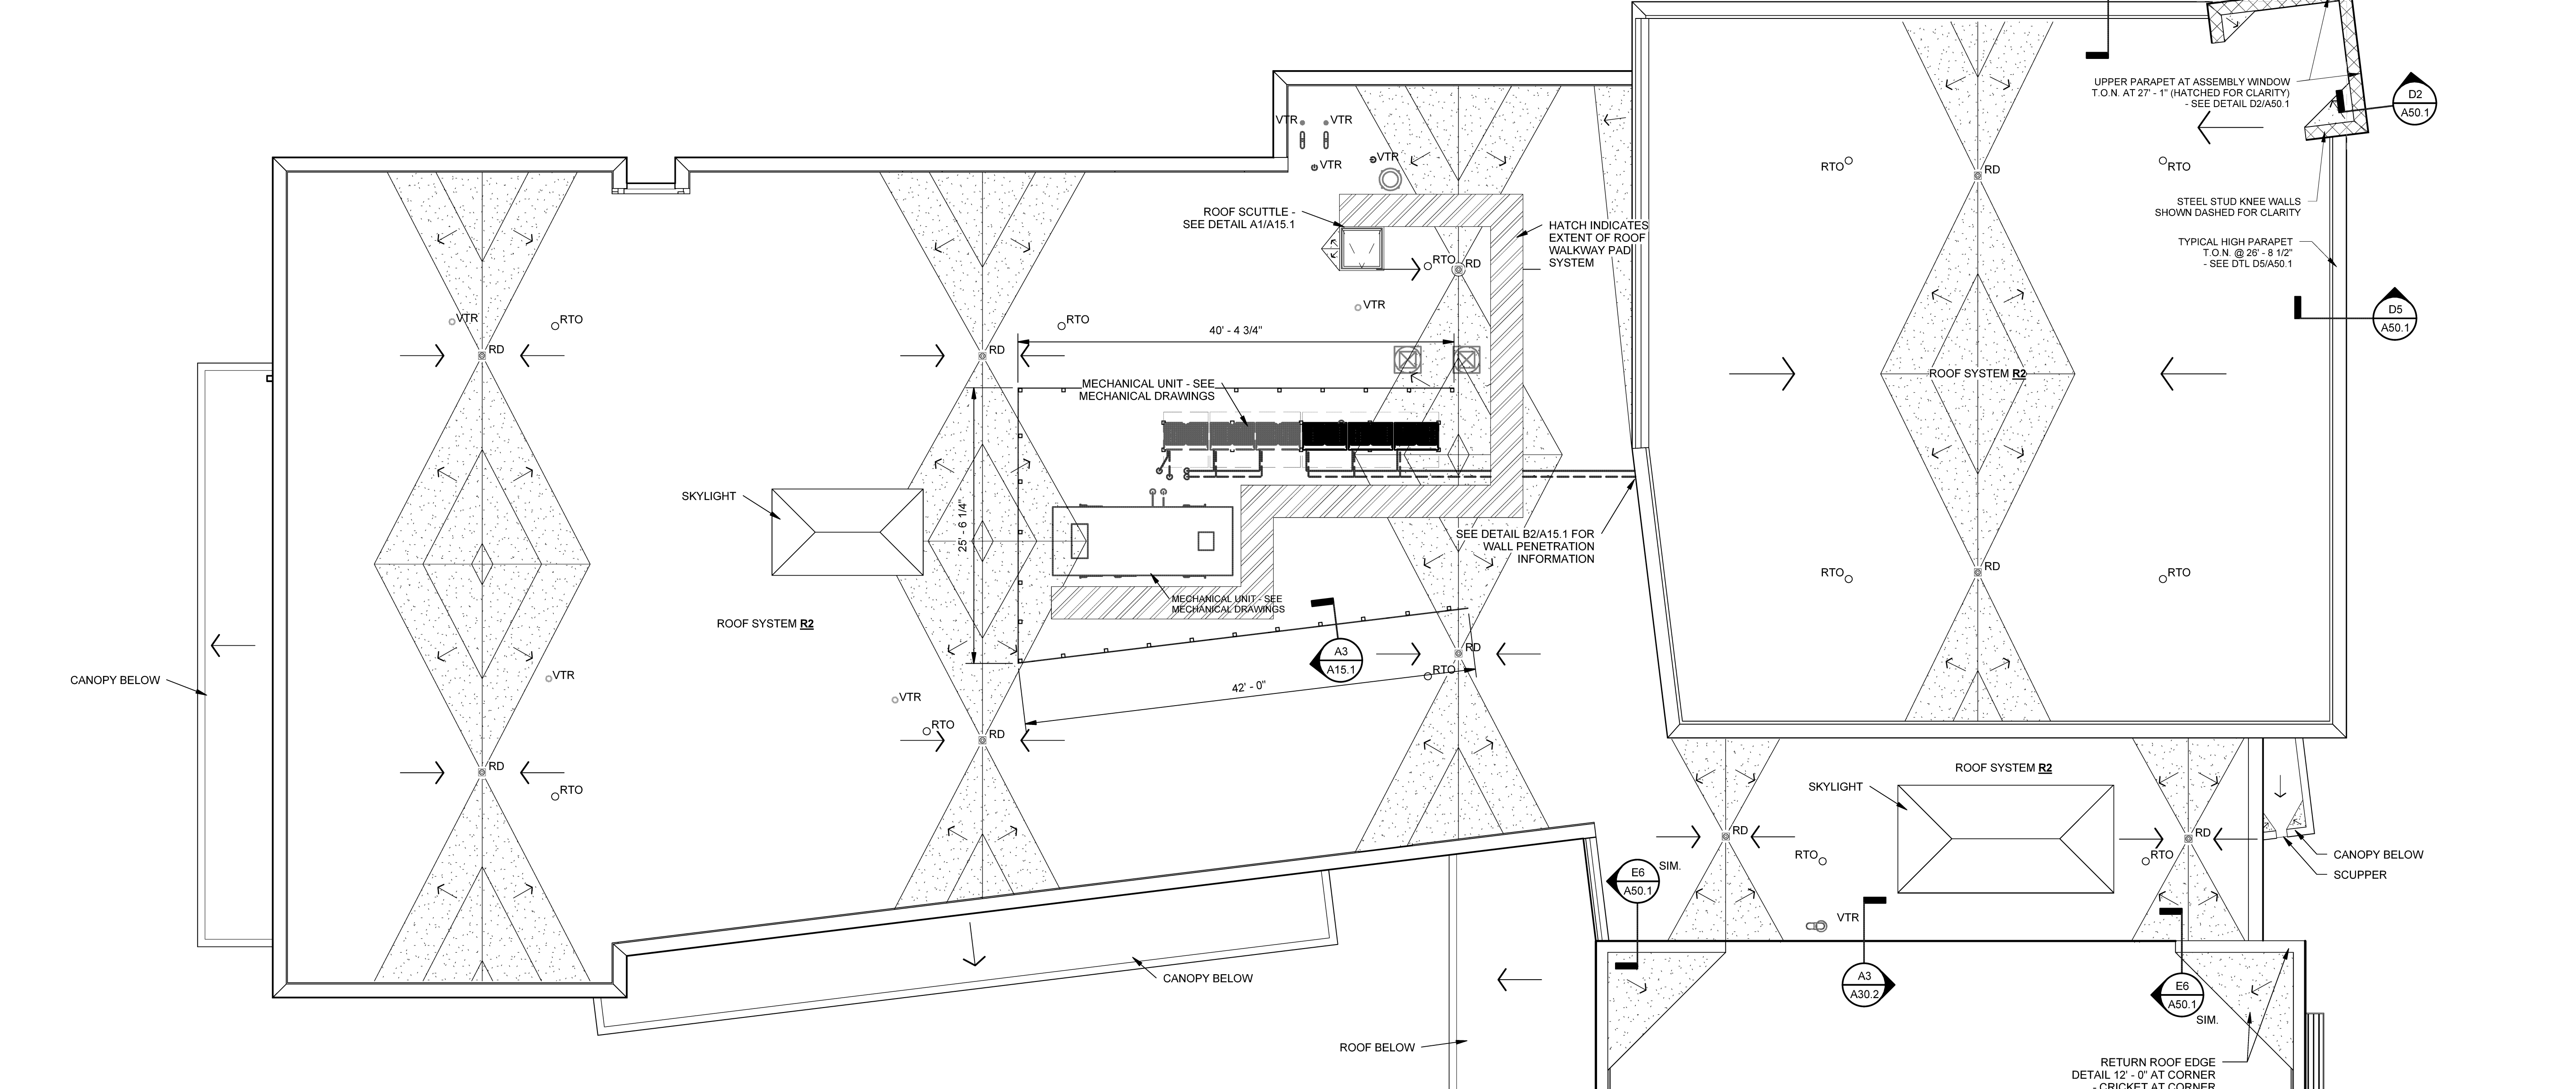 UPPER PARAPET AT ASSEMBLY WINDOW
T.O.N. AT 27' - 1" (HATCHED FOR CLARITY)
- SEE DETAIL D2/A50.1
D2
A50.1
VTR
VTR
VTR
VTR
RTO
RTO
RD
STEEL STUD KNEE WALLS
SHOWN DASHED FOR CLARITY
ROOF SCUTTLE -
SEE DETAIL A1/A15.1
HATCH INDICATES
EXTENT OF ROOF
WALKWAY PAD
SYSTEM
TYPICAL HIGH PARAPET
T.O.N. @ 26' - 8 1/2"
- SEE DTL D5/A50.1
RTO
RD
VTR
D5
A50.1
VTR
RTO
RTO
40' - 4 3/4"
RD
RD
ROOF SYSTEM R2
MECHANICAL UNIT - SEE
MECHANICAL DRAWINGS
SKYLIGHT
25' - 6 1/4"
SEE DETAIL B2/A15.1 FOR
WALL PENETRATION
INFORMATION
RTO
RD
RTO
MECHANICAL UNIT - SEE
MECHANICAL DRAWINGS
ROOF SYSTEM R2
A3
A15.1
RD
RTO
VTR
CANOPY BELOW
42' - 0"
VTR
RTO
RD
RD
RTO
ROOF SYSTEM R2
SKYLIGHT
RD
RD
RTO
RTO
CANOPY BELOW
SCUPPER
E6
A50.1
SIM.
VTR
CANOPY BELOW
A3
A30.2
E6
A50.1
SIM.
ROOF BELOW
RETURN ROOF EDGE
DETAIL 12' - 0" AT CORNER
- CRICKET AT CORNER